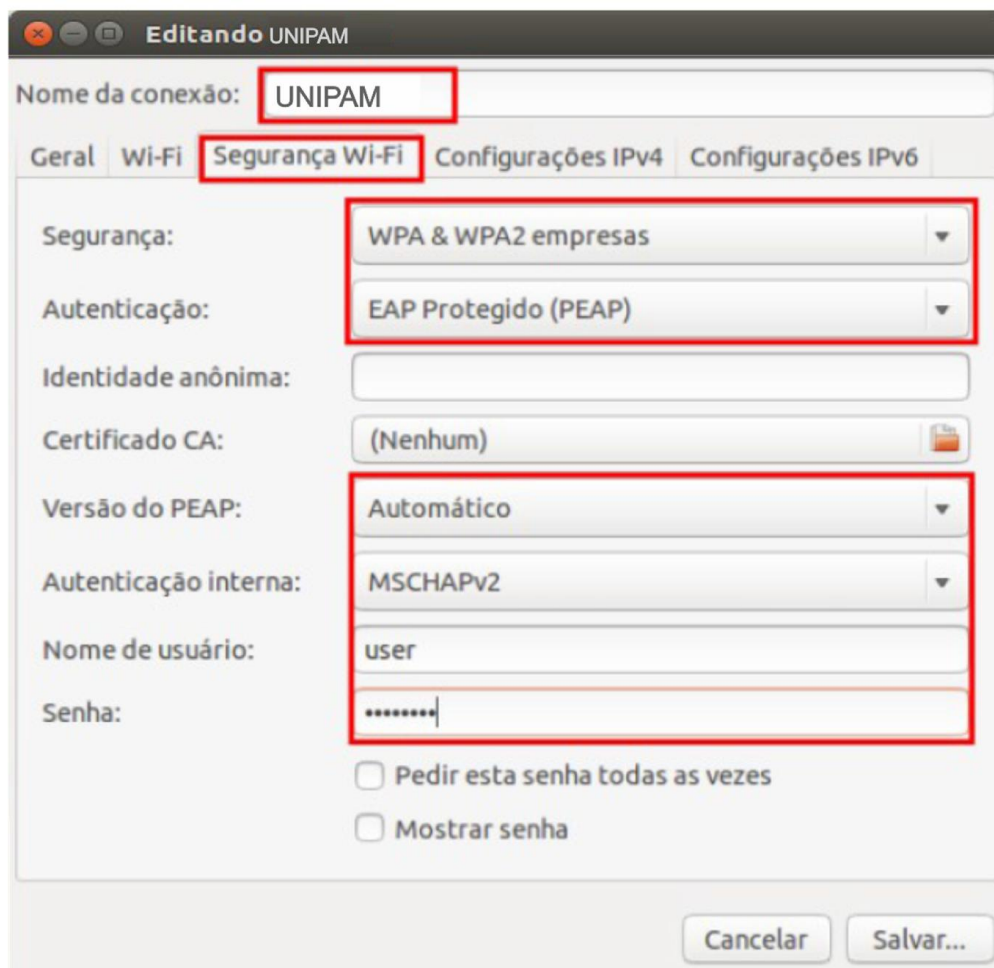 Editando UNIPAM
Nome da conexão: UNIPAM
Geral Wi-Fi Segurança Wi-Fi Configurações IPv4 Configurações IPv6
Segurança: WPA & WPA2 empresas
Autenticação: EAP Protegido (PEAP)
Identidade anônima:
Certificado CA: (Nenhum)
Versão do PEAP: Automático
Autenticação interna: MSCHAPv2
Nome de usuário: user
Senha: ••••••••
Pedir esta senha todas as vezes
Mostrar senha
Cancelar Salvar...